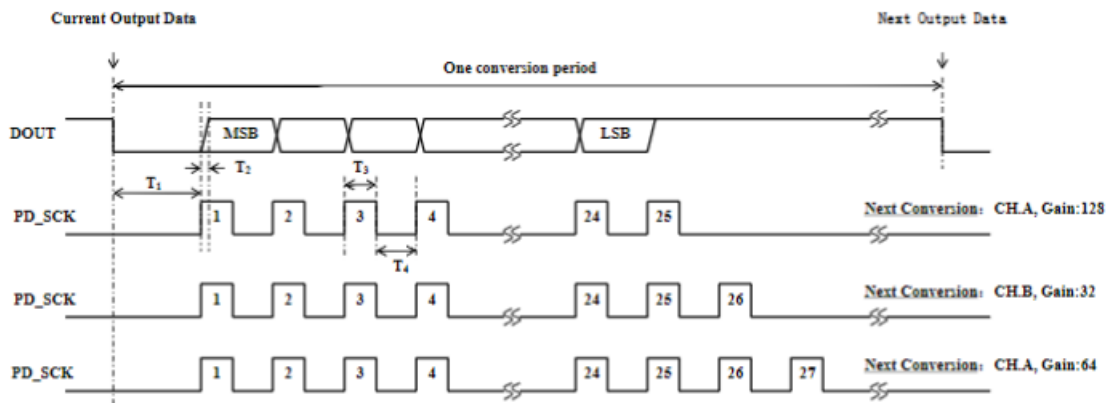 Current Output Data Next Output Data
One conversion period
DOUT MSB LSB
T₁ T₂ T₃
PD_SCK 1 2 3 4 24 25 Next Conversion: CH.A, Gain:128
T₄
PD_SCK 1 2 3 4 24 25 26 Next Conversion: CH.B, Gain:32
PD_SCK 1 2 3 4 24 25 26 27 Next Conversion: CH.A, Gain:64